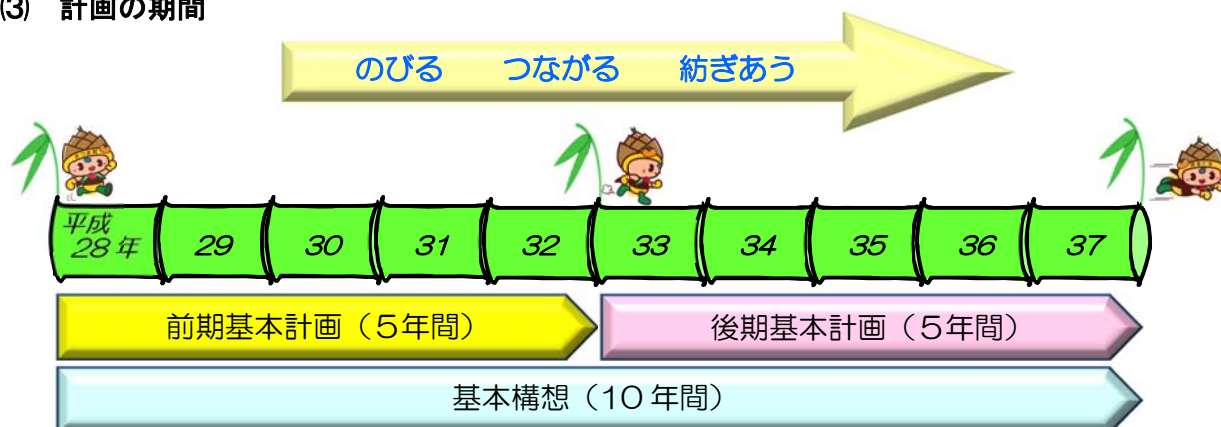 ⑶ 計画の期間
のびる つながる 紡ぎあう
平成
28年 29 30 31 32 33 34 35 36 37
前期基本計画（5年間） 後期基本計画（5年間）
基本構想（10年間）